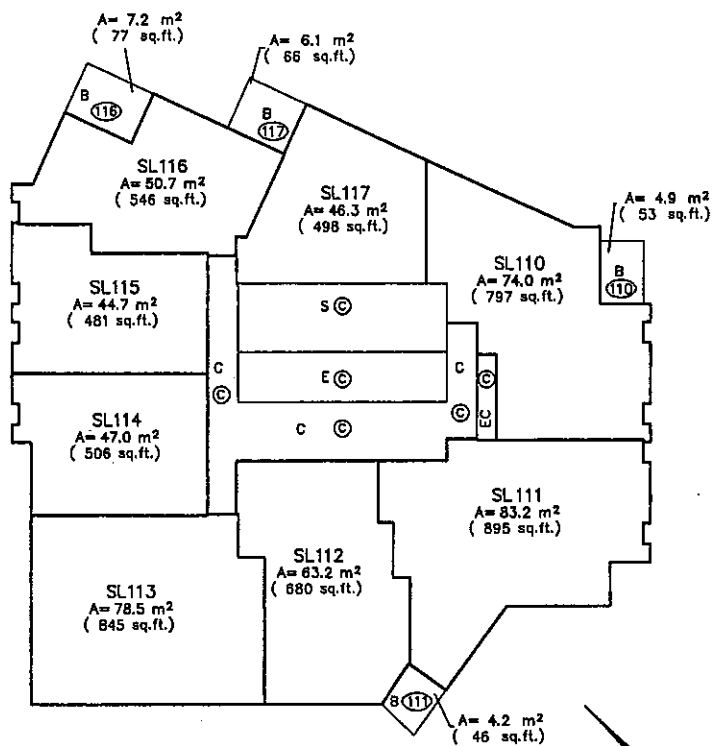 A= 7.2 m²
( 77 sq.ft.)
A= 6.1 m²
( 66 sq.ft.)
B
116
B
117
SL116
A= 50.7 m²
( 546 sq.ft.)
SL117
A= 46.3 m²
( 498 sq.ft.)
A= 4.9 m²
( 53 sq.ft.)
SL110
A= 74.0 m²
( 797 sq.ft.)
B
110
SL115
A= 44.7 m²
( 481 sq.ft.)
S C
E C
C
C
C
C
C
EC
C C
SL114
A= 47.0 m²
( 506 sq.ft.)
SL111
A= 83.2 m²
( 895 sq.ft.)
SL112
A= 63.2 m²
( 680 sq.ft.)
SL113
A= 78.5 m²
( 845 sq.ft.)
B 111
A= 4.2 m²
( 46 sq.ft.)